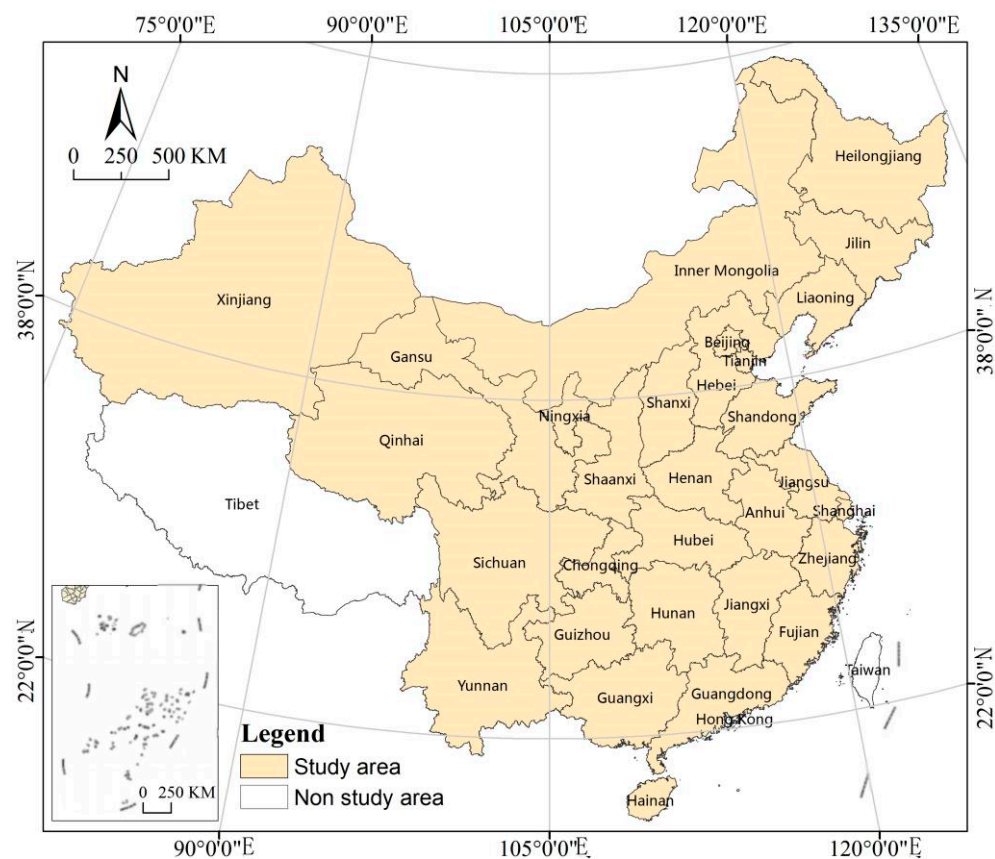 75°0'0"E 90°0'0"E 105°0'0"E 120°0'0"E 135°0'0"E
N
0 250 500 KM
Heilongjiang
Jilin
Inner Mongolia
Liaoning
Xinjiang
38°0'0"N
38°0'0"N
Beijing
Tianjin
Gansu
Hebei
Shanxi
Ningxia
Shandong
Qinhai
Shaanxi
Henan
Jiangsu
Tibet
Anhui
Shanghai
Hubei
Zhejiang
Sichuan
Chongqing
Jiangxi
Hunan
Guizhou
Fujian
22°0'0"N
Taiwan
22°0'0"N
Yunnan
Guangxi
Guangdong
Hong Kong
Legend
Study area
Non study area
0 250 KM
Hainan
90°0'0"E 105°0'0"E 120°0'0"E